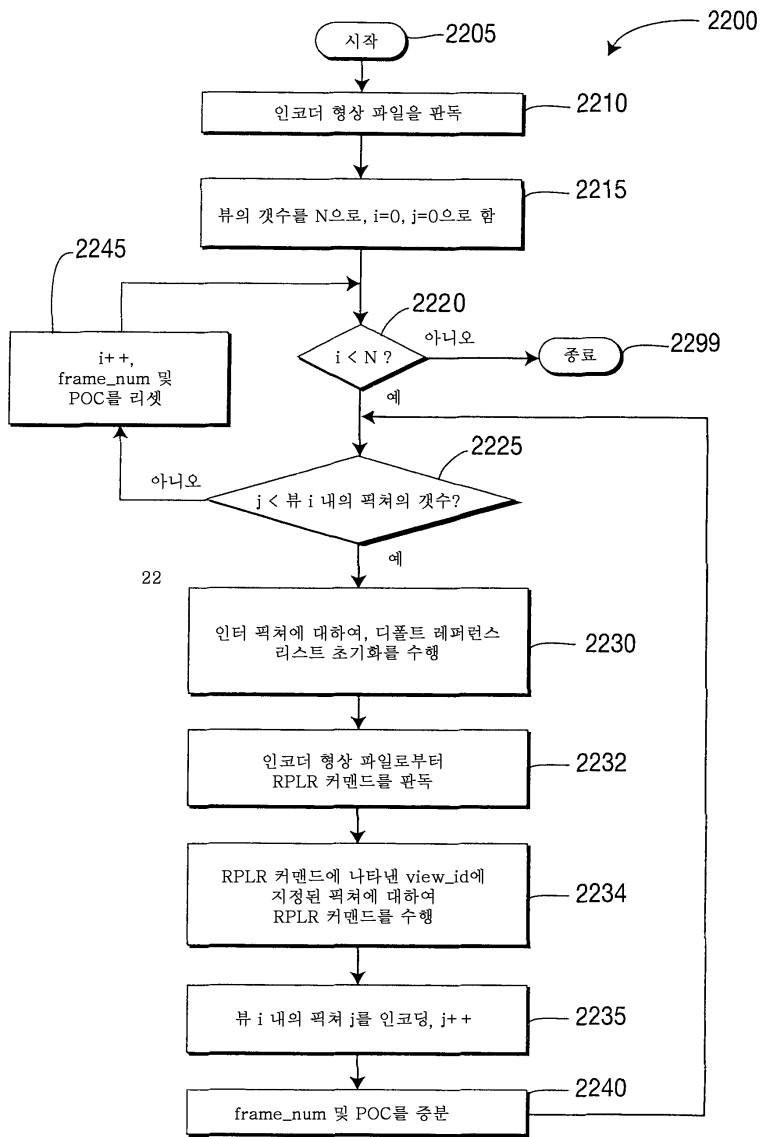 2200
시작
2205
인코더 형상 파일을 판독
2210
뷰의 갯수를 N으로, i=0, j=0으로 함
2215
2245
i++,
frame_num 및
POC를 리셋
2220
i < N ?
아니오
종료
2299
예
2225
j < 뷰 i 내의 픽쳐의 갯수?
아니오
예
22
인터 픽쳐에 대하여, 디폴트 레퍼런스
리스트 초기화를 수행
2230
인코더 형상 파일로부터
RPLR 커맨드를 판독
2232
RPLR 커맨드에 나타낸 view_id에
지정된 픽쳐에 대하여
RPLR 커맨드를 수행
2234
뷰 i 내의 픽쳐 j를 인코딩, j++
2235
frame_num 및 POC를 증분
2240